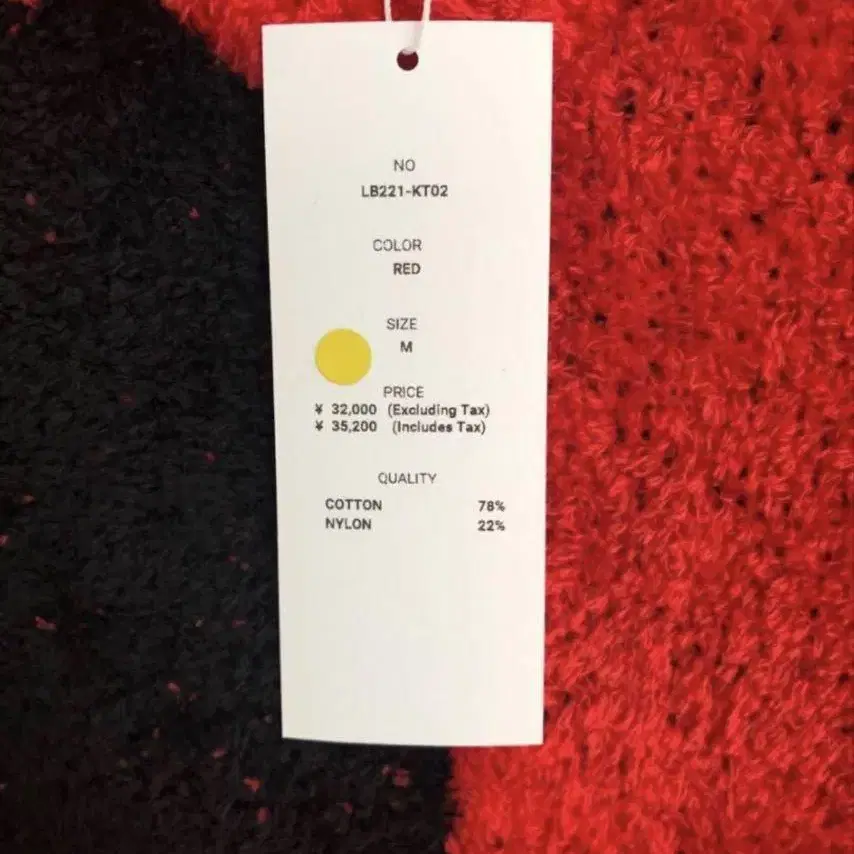 NO
LB221-KT02
COLOR
RED
SIZE
M
PRICE
¥ 32,000 (Excluding Tax)
¥ 35,200 (Includes Tax)
QUALITY
COTTON 78%
NYLON 22%